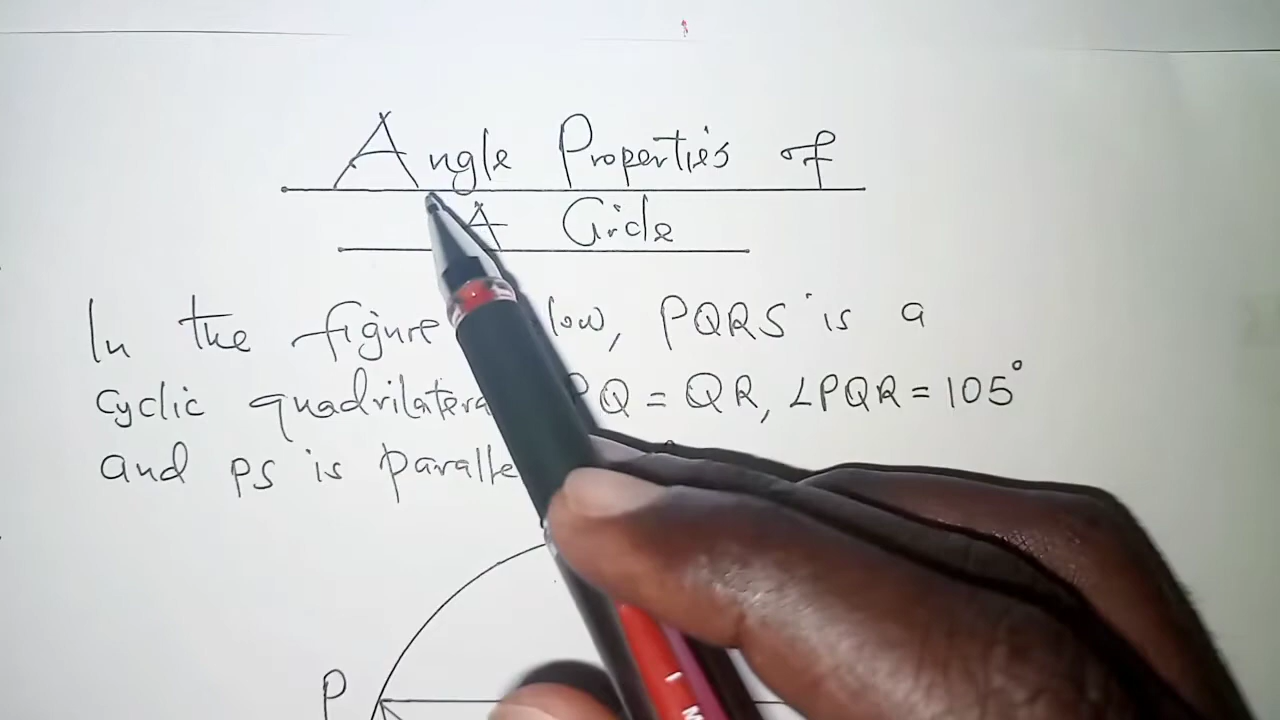 Angle Properties of
A Circle
In the figure low, PQRS is a
cyclic quadrilatera PQ = QR, ∠PQR = 105°
and PS is paralle
P